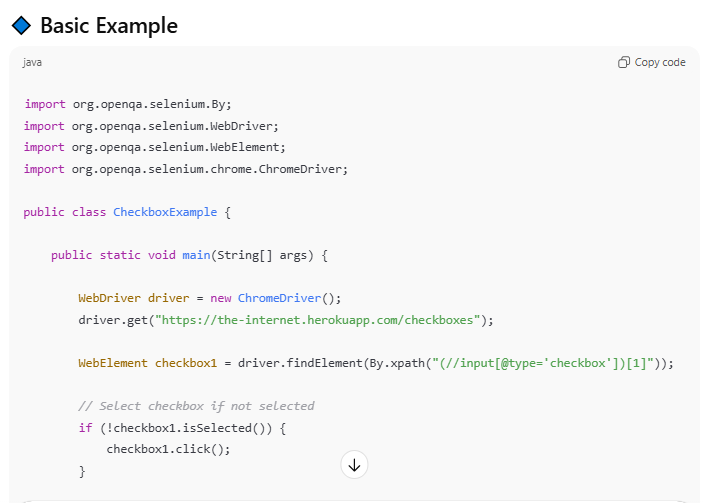 Basic Example
java
Copy code
import org.openqa.selenium.By;
import org.openqa.selenium.WebDriver;
import org.openqa.selenium.WebElement;
import org.openqa.selenium.chrome.ChromeDriver;
public class CheckboxExample {
public static void main(String[] args) {
WebDriver driver = new ChromeDriver();
driver.get("https://the-internet.herokuapp.com/checkboxes");
WebElement checkbox1 = driver.findElement(By.xpath("(//input[@type='checkbox'])[1]"));
// Select checkbox if not selected
if (!checkbox1.isSelected()) {
checkbox1.click();
}